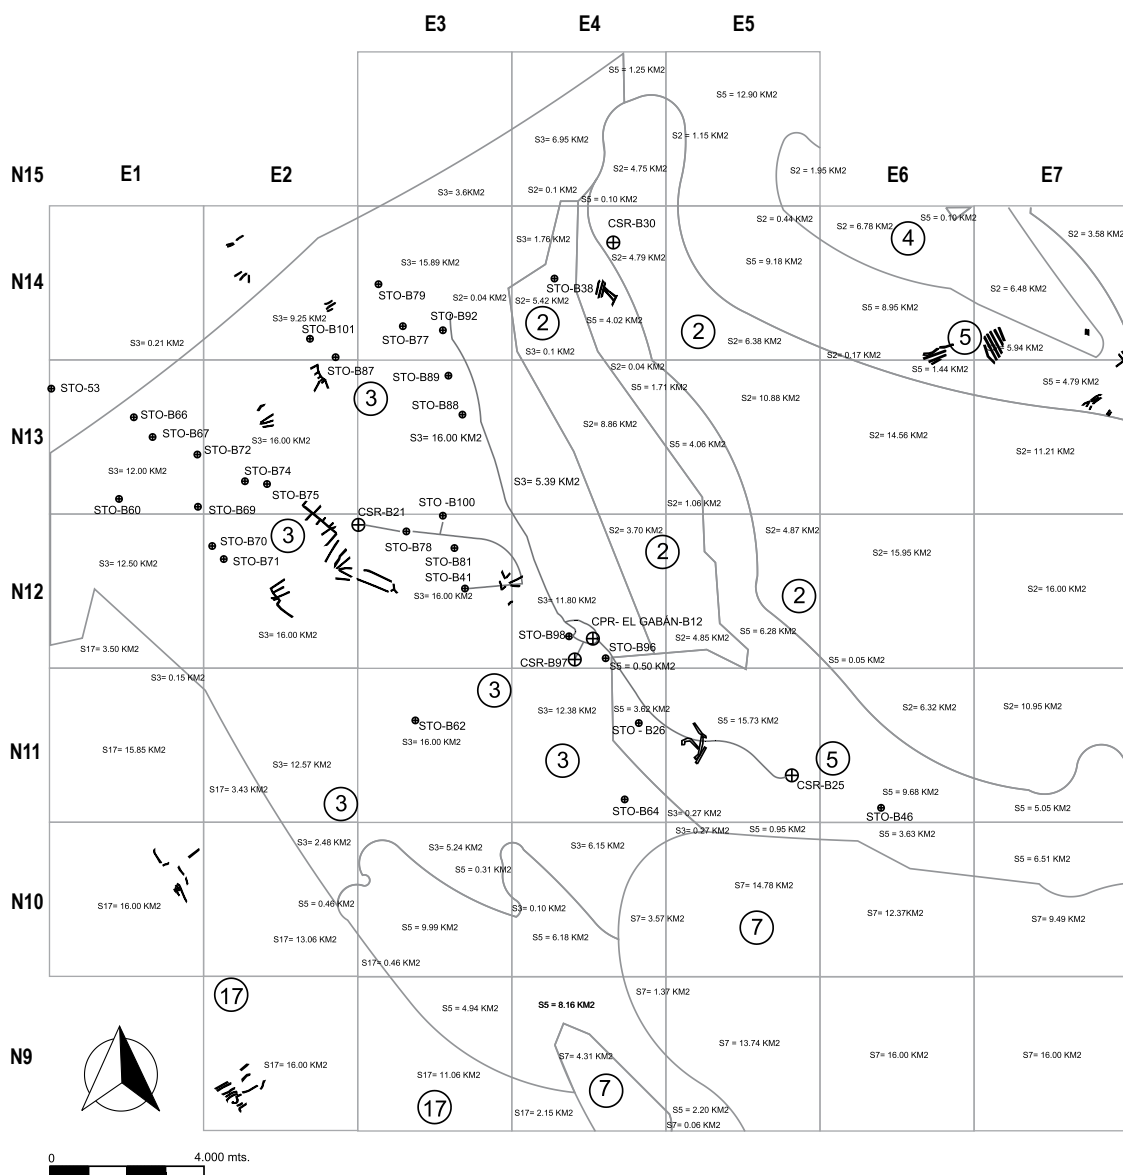 E3
E4
E5
S5 = 1.25 KM2
S5 = 12.90 KM2
S3= 6.95 KM2
S2= 1.15 KM2
N15
E1
E2
S2= 4.75 KM2
S2= 1.95 KM2
E6
E7
S3= 3.6KM2
S2= 0.1 KM2
S5 = 0.10 KM2
CSR-B30
S2= 0.44 KM2
S2= 6.78 KM2
S5 = 0.10 KM2
4
S2= 3.58 KM2
S3= 1.76 KM2
S3= 15.89 KM2
S2= 4.79 KM2
S5 = 9.18 KM2
N14
STO-B79
STO-B38
S2= 0.04 KM2
S2= 5.42 KM2
S2= 6.48 KM2
S3= 9.25 KM2
STO-B92
2
S5 = 4.02 KM2
2
S5 = 8.95 KM2
STO-B101
STO-B77
S3= 0.21 KM2
S3= 0.1 KM2
S2= 6.38 KM2
5
S5 = 5.94 KM2
S2= 0.17 KM2
STO-B87
S2= 0.04 KM2
S5 = 1.44 KM2
STO-53
STO-B89
S5 = 1.71 KM2
S5 = 4.79 KM2
3
S2= 10.88 KM2
STO-B66
STO-B88
S2= 8.86 KM2
STO-B67
N13
S3= 16.00 KM2
S3= 16.00 KM2
S5 = 4.06 KM2
S2= 14.56 KM2
S2= 11.21 KM2
STO-B72
S3= 12.00 KM2
STO-B74
S3= 5.39 KM2
STO-B75
STO-B60
STO-B69
CSR-B21
STO -B100
S2= 1.06 KM2
3
S2= 3.70 KM2
S2= 4.87 KM2
STO-B70
STO-B78
2
STO-B71
STO-B81
S2= 15.95 KM2
S3= 12.50 KM2
STO-B41
N12
S3= 16.00 KM2
S3= 11.80 KM2
2
S2= 16.00 KM2
CPR- EL GABÁN-B12
S3= 16.00 KM2
STO-B98
S2= 4.85 KM2
S5 = 6.28 KM2
S17= 3.50 KM2
STO-B96
CSR-B97
S5 = 0.50 KM2
S5 = 0.05 KM2
S3= 0.15 KM2
3
S3= 12.38 KM2
S5 = 3.62 KM2
S2= 6.32 KM2
S2= 10.95 KM2
STO-B62
STO - B26
S5 = 15.73 KM2
S3= 16.00 KM2
N11
S17= 15.85 KM2
S3= 12.57 KM2
3
5
S17= 3.43 KM2
CSR-B25
S5 = 9.68 KM2
3
STO-B64
S3= 0.27 KM2
STO-B46
S5 = 5.05 KM2
S3= 0.27 KM2
S5 = 0.95 KM2
S5 = 3.63 KM2
S3= 2.48 KM2
S3= 5.24 KM2
S3= 6.15 KM2
S5 = 6.51 KM2
S5 = 0.31 KM2
S7= 14.78 KM2
N10
S17= 16.00 KM2
S5 = 0.46 KM2
S3= 0.10 KM2
S7= 3.57 KM2
S7= 12.37KM2
S7= 9.49 KM2
S5 = 9.99 KM2
7
S17= 13.06 KM2
S5 = 6.18 KM2
S17= 0.46 KM2
17
S5 = 4.94 KM2
S5 = 8.16 KM2
S7= 1.37 KM2
N9
S7= 4.31 KM2
S7= 13.74 KM2
S7= 16.00 KM2
S7= 16.00 KM2
S17= 16.00 KM2
S17= 11.06 KM2
7
17
S17= 2.15 KM2
S5 = 2.20 KM2
S7= 0.06 KM2
0
4.000 mts.